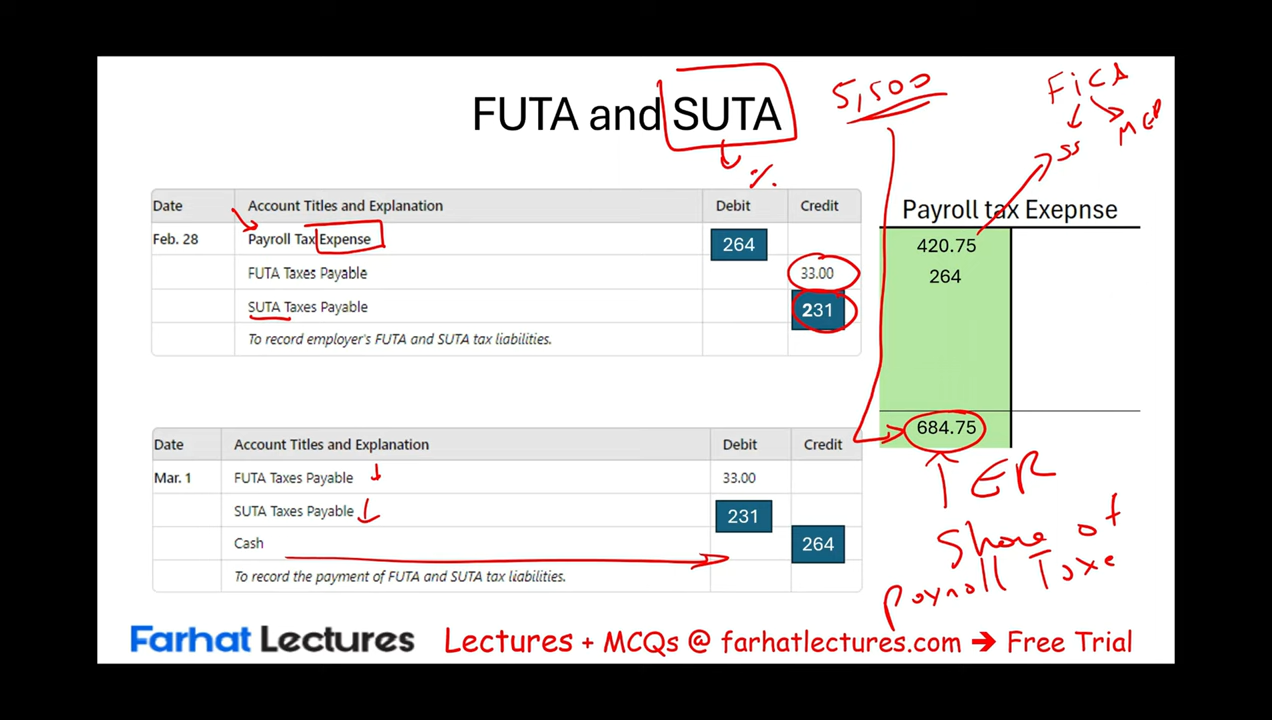 FUTA and SUTA
5,500
FiCA
SS
MED
%
Date Account Titles and Explanation Debit Credit
Feb. 28 Payroll Tax Expense 264
FUTA Taxes Payable 33.00
SUTA Taxes Payable 231
To record employer's FUTA and SUTA tax liabilities.
Payroll tax Exepnse
420.75
264
684.75
Date Account Titles and Explanation Debit Credit
Mar. 1 FUTA Taxes Payable 33.00
SUTA Taxes Payable 231
Cash 264
To record the payment of FUTA and SUTA tax liabilities.
ER
Share of
payroll Taxe
Farhat Lectures Lectures + MCQs @ farhatlectures.com ➔ Free Trial